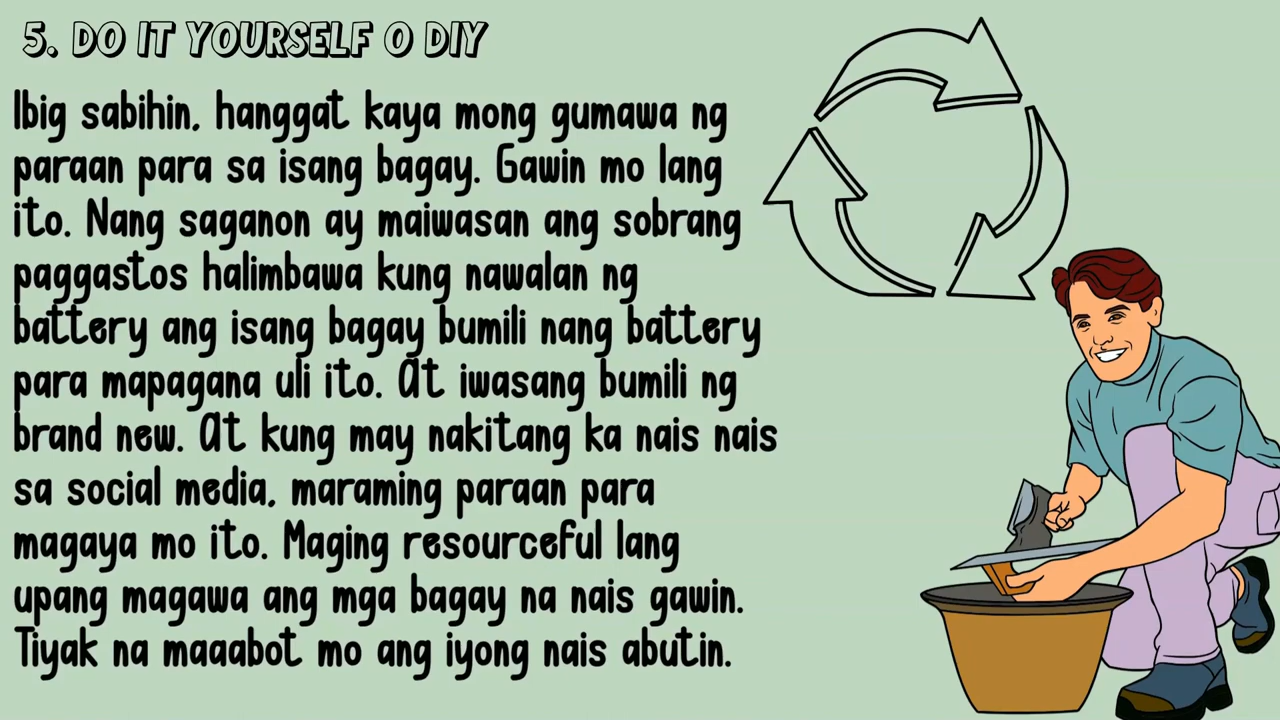 5. DO IT YOURSELF O DIY
Ibig sabihin, hanggat kaya mong gumawa ng
paraan para sa isang bagay. Gawin mo lang
ito. Nang saganon ay maiwasan ang sobrang
paggastos halimbawa kung nawalan ng
battery ang isang bagay bumili nang battery
para mapagana uli ito. At iwasang bumili ng
brand new. At kung may nakitang ka nais nais
sa social media, maraming paraan para
magaya mo ito. Maging resourceful lang
upang magawa ang mga bagay na nais gawin.
Tiyak na maaabot mo ang iyong nais abutin.